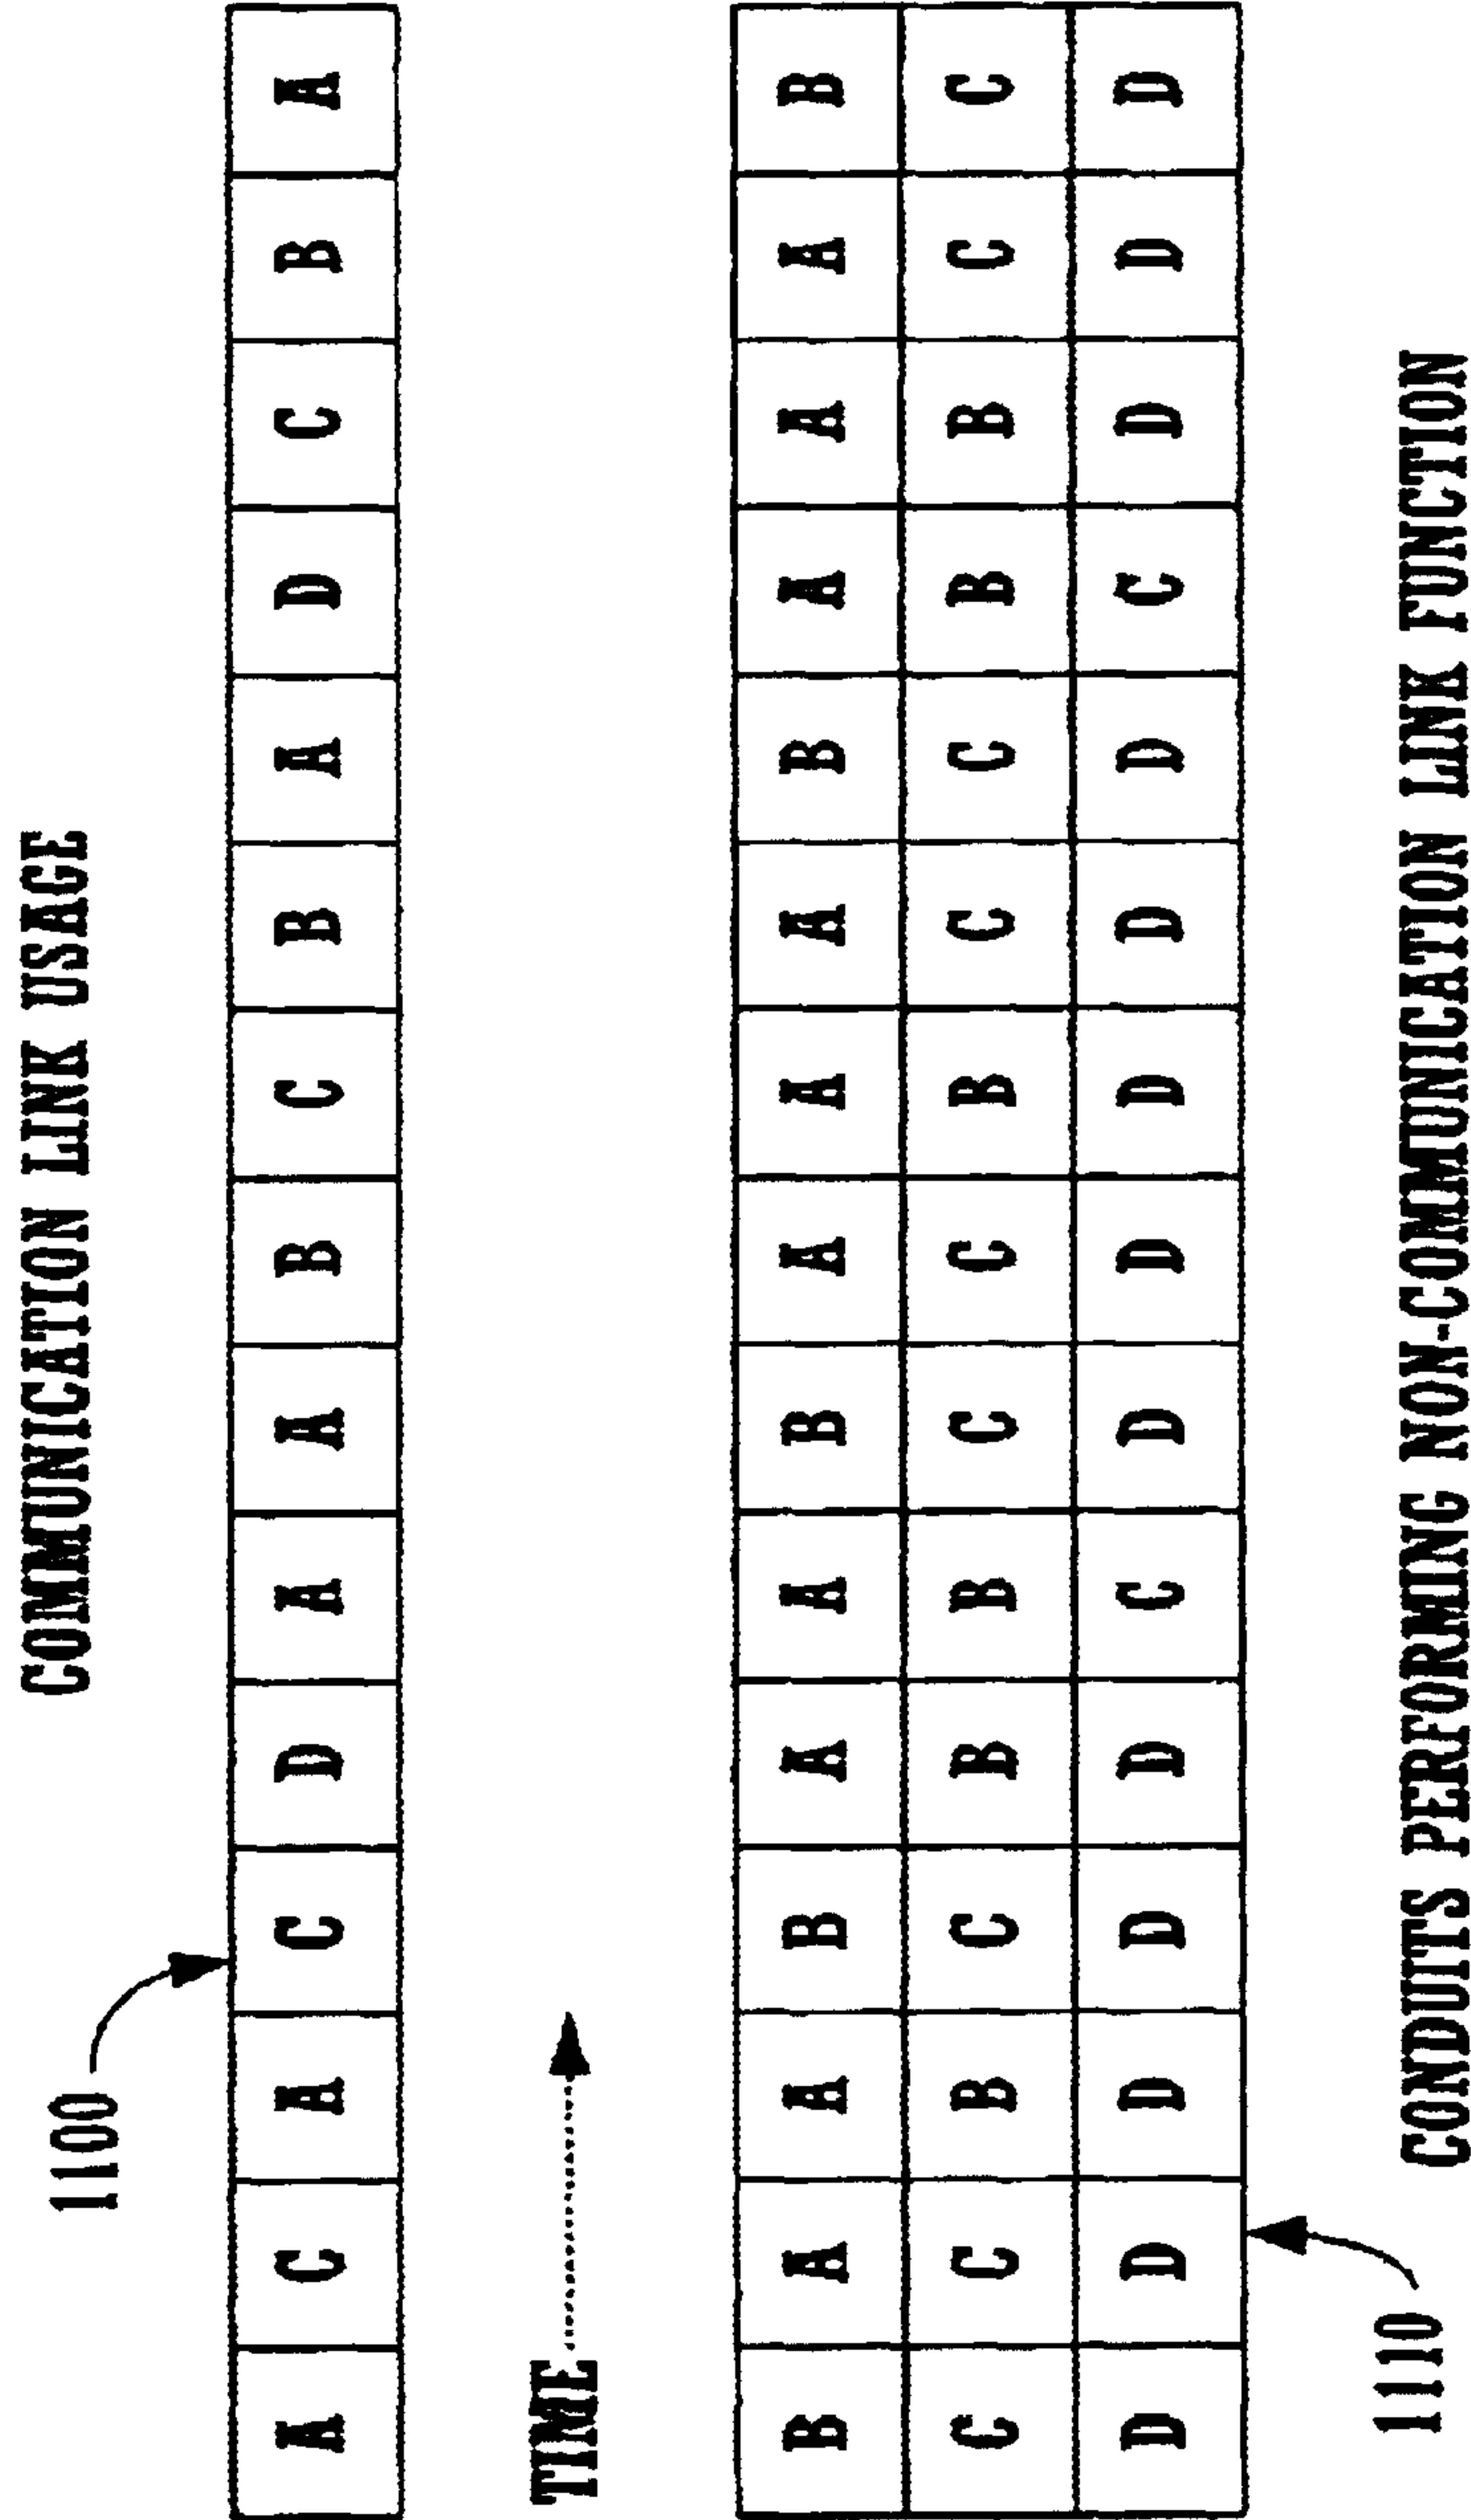 COMMUNICATION LINK USAGE
1100
A C A C D A A B C B A D C B A
TIME
B A A B A A B A A A B A A A B
C C B C B B C C B C C B B C C
D D D D D C D D D D D C D D D
1110
CONDUITS PERFORMING NON-COMMUNICATION LINK FUNCTION